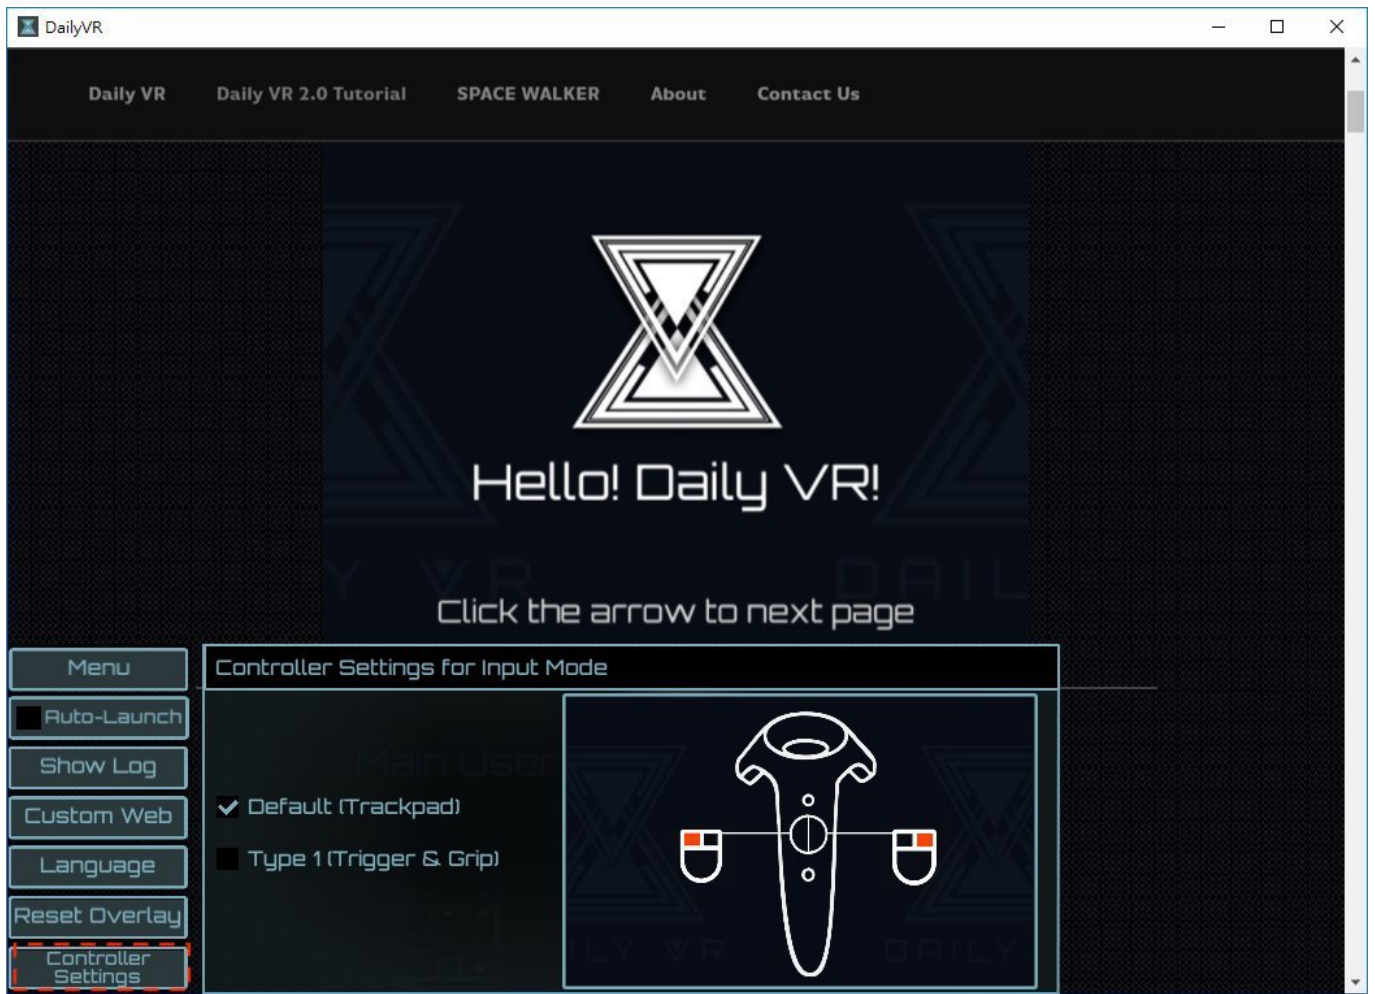 DailyVR
Daily VR Daily VR 2.0 Tutorial SPACE WALKER About Contact Us
Hello! Daily VR!
Click the arrow to next page
Menu
Auto-Launch
Show Log
Custom Web
Language
Reset Overlay
Controller
Settings
Controller Settings for Input Mode
Main User
Default (Trackpad)
Type 1 (Trigger & Grip)